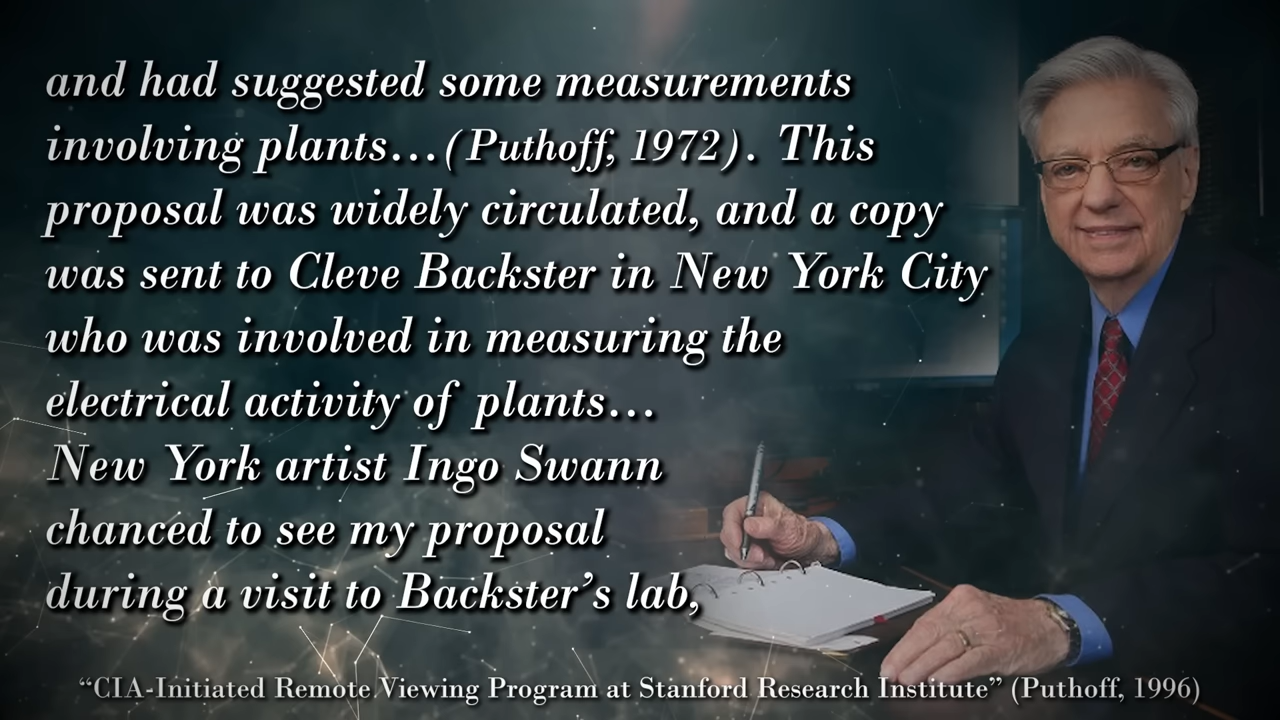 and had suggested some measurements
involving plants...(Puthoff, 1972). This
proposal was widely circulated, and a copy
was sent to Cleve Backster in New York City
who was involved in measuring the
electrical activity of plants...
New York artist Ingo Swann
chanced to see my proposal
during a visit to Backster’s lab,
“CIA-Initiated Remote Viewing Program at Stanford Research Institute” (Puthoff, 1996)